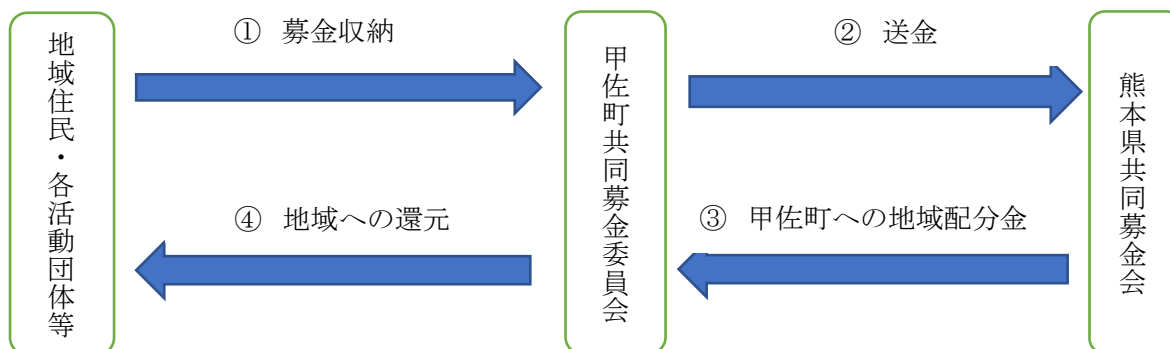 地域住民・各活動団体等
① 募金収納
甲佐町共同募金委員会
② 送金
熊本県共同募金会
④ 地域への還元
③ 甲佐町への地域配分金